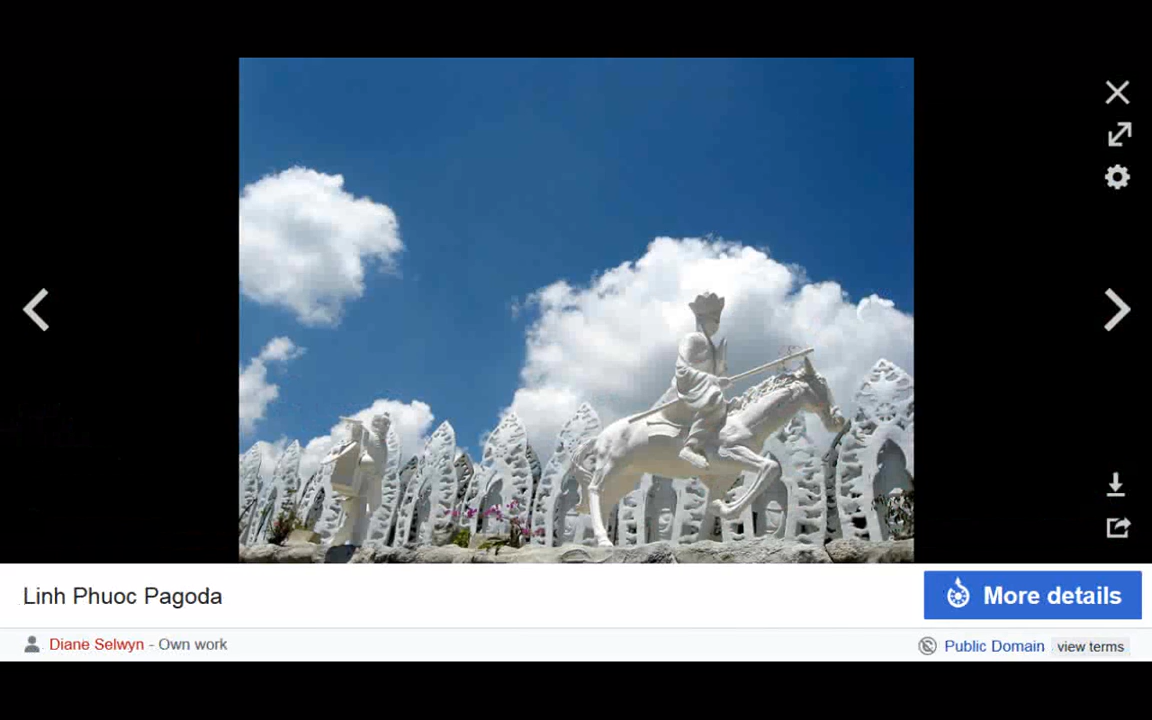 Linh Phuoc Pagoda
More details
Diane Selwyn - Own work
Public Domain
view terms